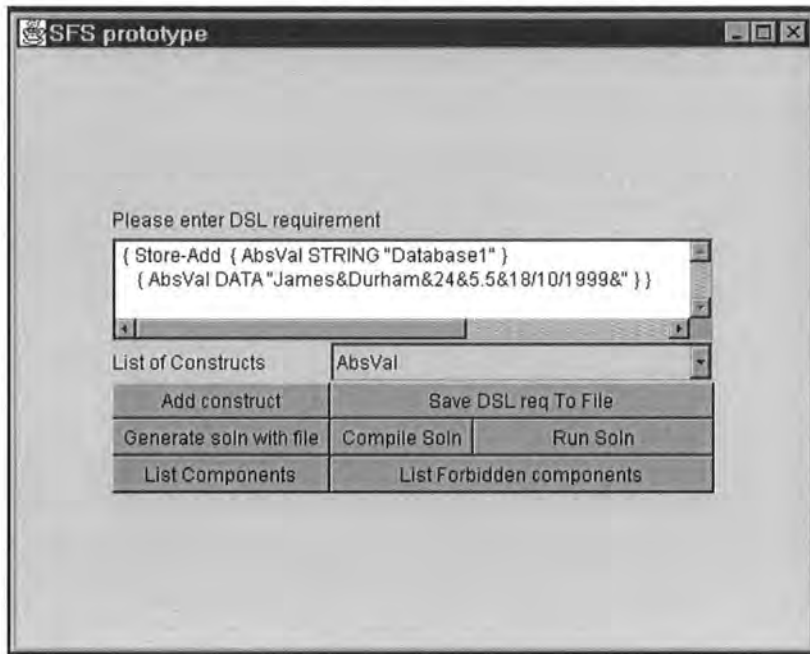 SFS prototype
Please enter DSL requirement
{ Store-Add { AbsVal STRING "Database1" }
{ AbsVal DATA "James&Durham&24&5.5&18/10/1999&" } }
List of Constructs AbsVal
Add construct Save DSL req To File
Generate soln with file Compile Soln Run Soln
List Components List Forbidden components